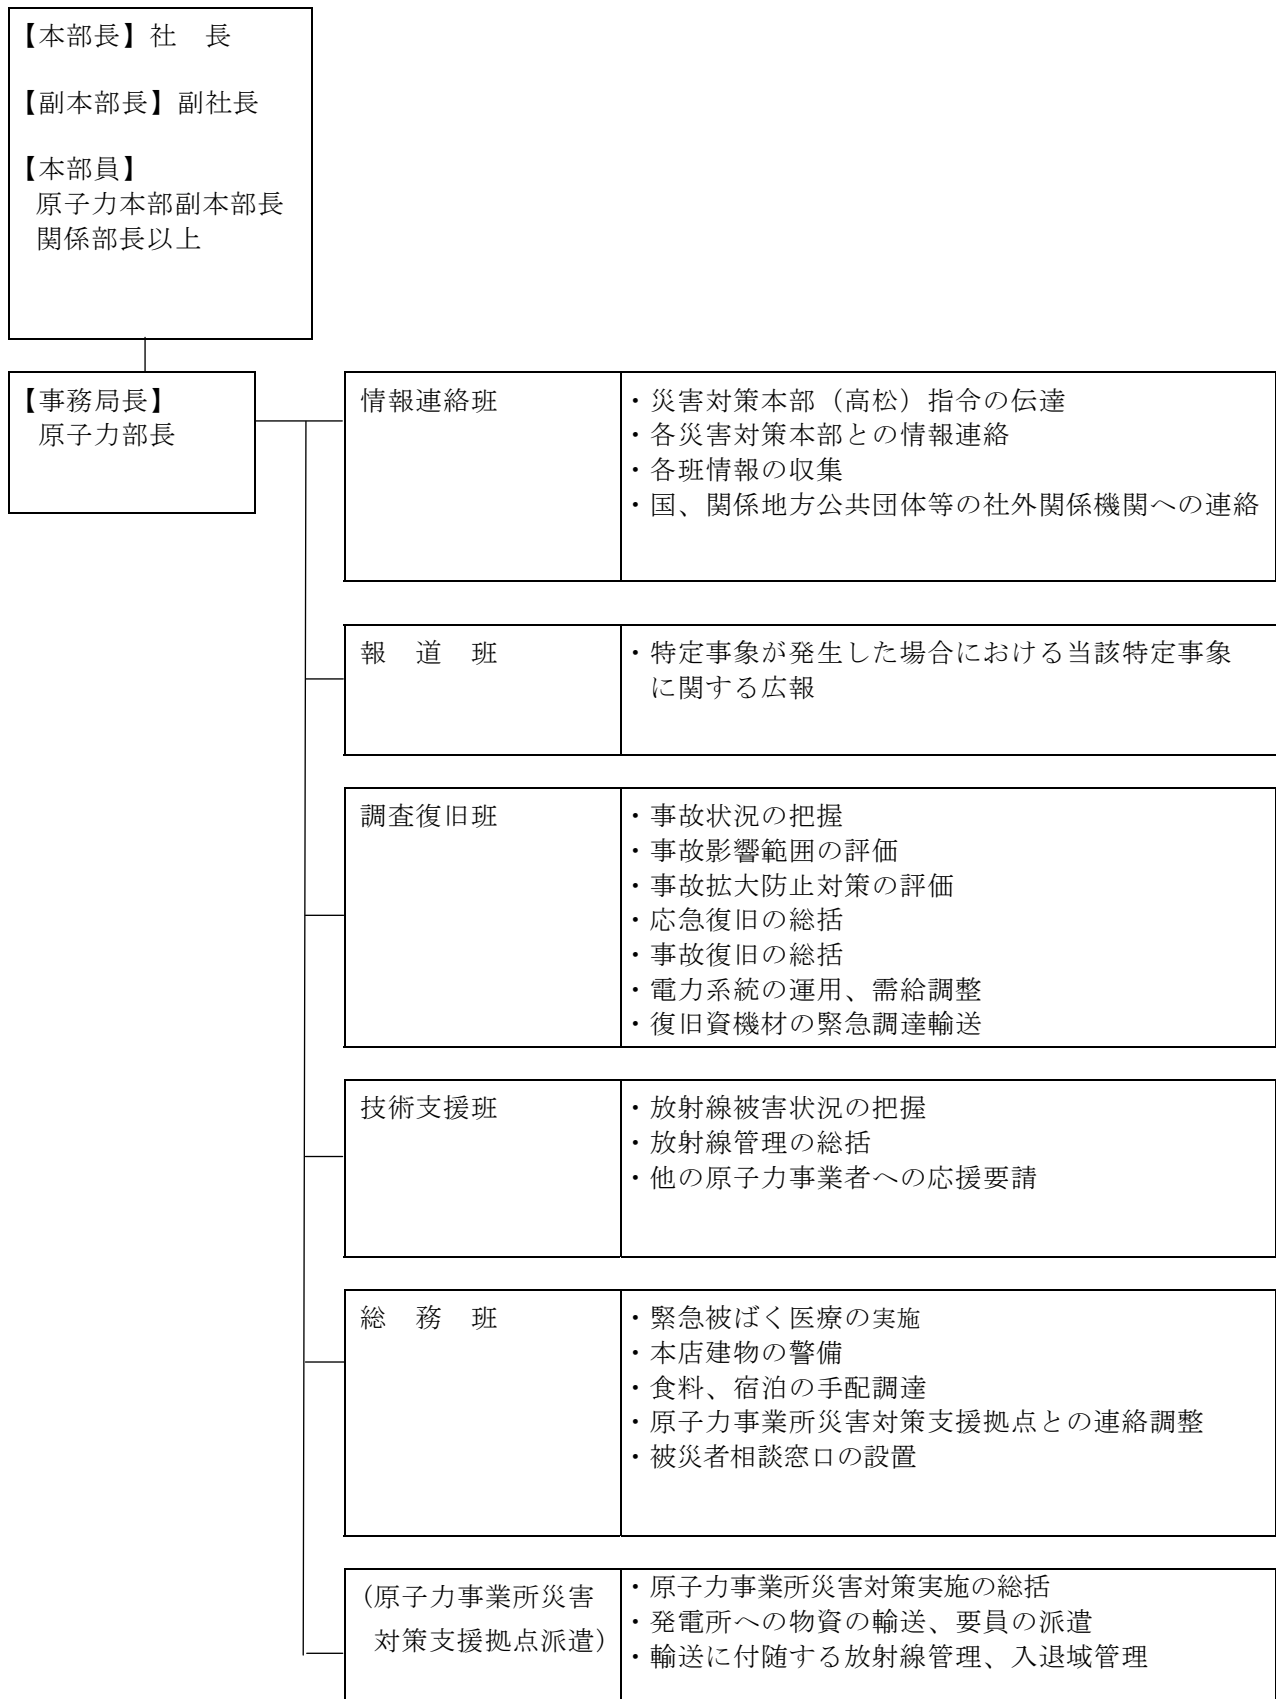 【本部長】社　長
【副本部長】副社長
【本部員】
原子力本部副本部長
関係部長以上
【事務局長】
原子力部長
情報連絡班
・災害対策本部（高松）指令の伝達
・各災害対策本部との情報連絡
・各班情報の収集
・国、関係地方公共団体等の社外関係機関への連絡
報　道　班
・特定事象が発生した場合における当該特定事象
に関する広報
調査復旧班
・事故状況の把握
・事故影響範囲の評価
・事故拡大防止対策の評価
・応急復旧の総括
・事故復旧の総括
・電力系統の運用、需給調整
・復旧資機材の緊急調達輸送
技術支援班
・放射線被害状況の把握
・放射線管理の総括
・他の原子力事業者への応援要請
総　務　班
・緊急被ばく医療の実施
・本店建物の警備
・食料、宿泊の手配調達
・原子力事業所災害対策支援拠点との連絡調整
・被災者相談窓口の設置
(原子力事業所災害
対策支援拠点派遣)
・原子力事業所災害対策実施の総括
・発電所への物資の輸送、要員の派遣
・輸送に付随する放射線管理、入退域管理